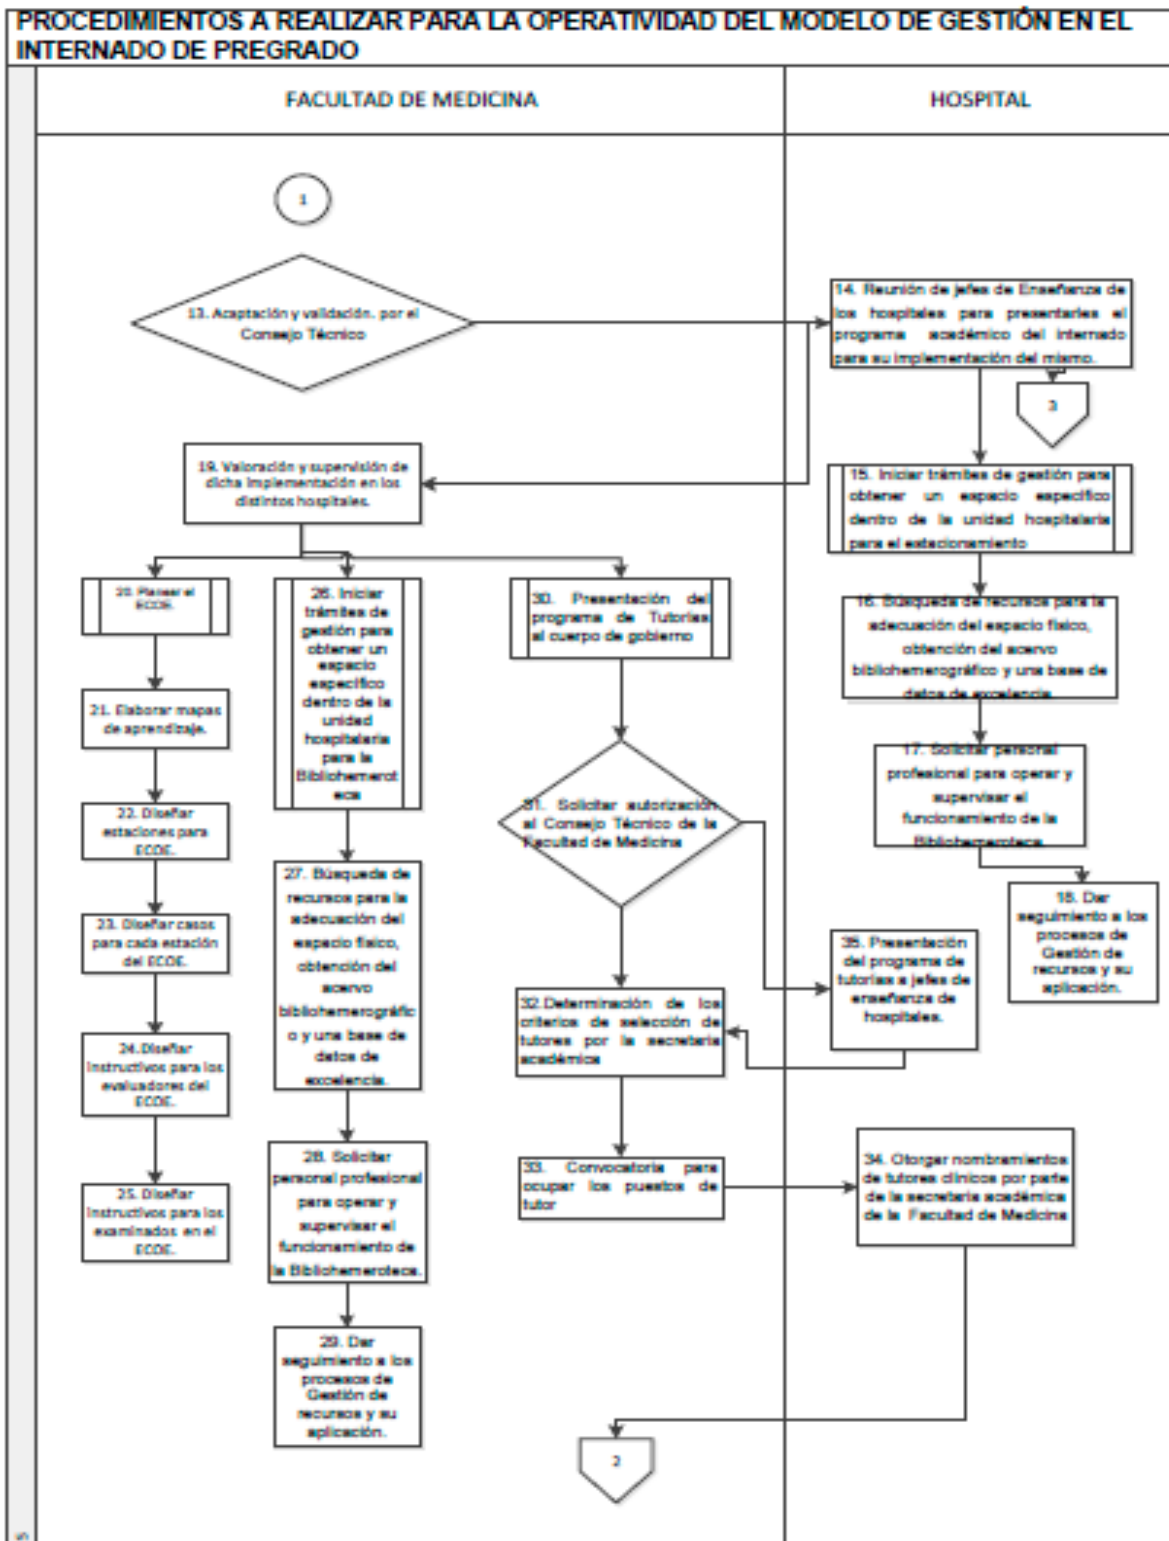 PROCEDIMIENTOS A REALIZAR PARA LA OPERATIVIDAD DEL MODELO DE GESTIÓN EN EL
INTERNADO DE PREGRADO
FACULTAD DE MEDICINA
HOSPITAL
1
13. Aceptación y validación. por el
Consejo Técnico
14. Reunión de jefes de Enseñanza de
los hospitales para presentarles el
programa académico del internado
para su implementación del mismo.
3
19. Valoración y supervisión de
dicha implementación en los
distintos hospitales.
15. Iniciar trámites de gestión para
obtener un espacio específico
dentro de la unidad hospitalaria
para el estacionamiento
20. Planear el
ECOE.
21. Elaborar mapas
de aprendizaje.
22. Diseñar
estaciones para
ECOE.
23. Diseñar casos
para cada estación
del ECOE.
24. Diseñar
instructivos para los
evaluadores del
ECOE.
25. Diseñar
instructivos para los
examinados en el
ECOE.
26. Iniciar
trámites de
gestión para
obtener un
espacio
específico
dentro de la
unidad
hospitalaria
para la
Bibliohemerot
eca
27. Búsqueda de
recursos para la
adecuación del
espacio físico,
obtención del
acervo
bibliohemerográfic
o y una base de
datos de
excelencia.
28. Solicitar
personal profesional
para operar y
supervisar el
funcionamiento de
la Bibliohemeroteca.
29. Dar
seguimiento a los
procesos de
Gestión de
recursos y su
aplicación.
30. Presentación del
programa de Tutorías
al cuerpo de gobierno
31. Solicitar autorización
al Consejo Técnico de la
Facultad de Medicina
32.Determinación de los
criterios de selección de
tutores por la secretaria
académica
33. Convocatoria para
ocupar los puestos de
tutor
2
16. Búsqueda de recursos para la
adecuación del espacio físico,
obtención del acervo
bibliohemerográfico y una base de
datos de excelencia
17. Solicitar personal
profesional para operar y
supervisar el
funcionamiento de la
Bibliohemeroteca.
18. Dar
seguimiento a los
procesos de
Gestión de
recursos y su
aplicación.
35. Presentación
del programa de
tutorías a jefes de
enseñanza de
hospitales.
34. Otorgar nombramientos
de tutores clínicos por parte
de la secretaria académica
de la Facultad de Medicina